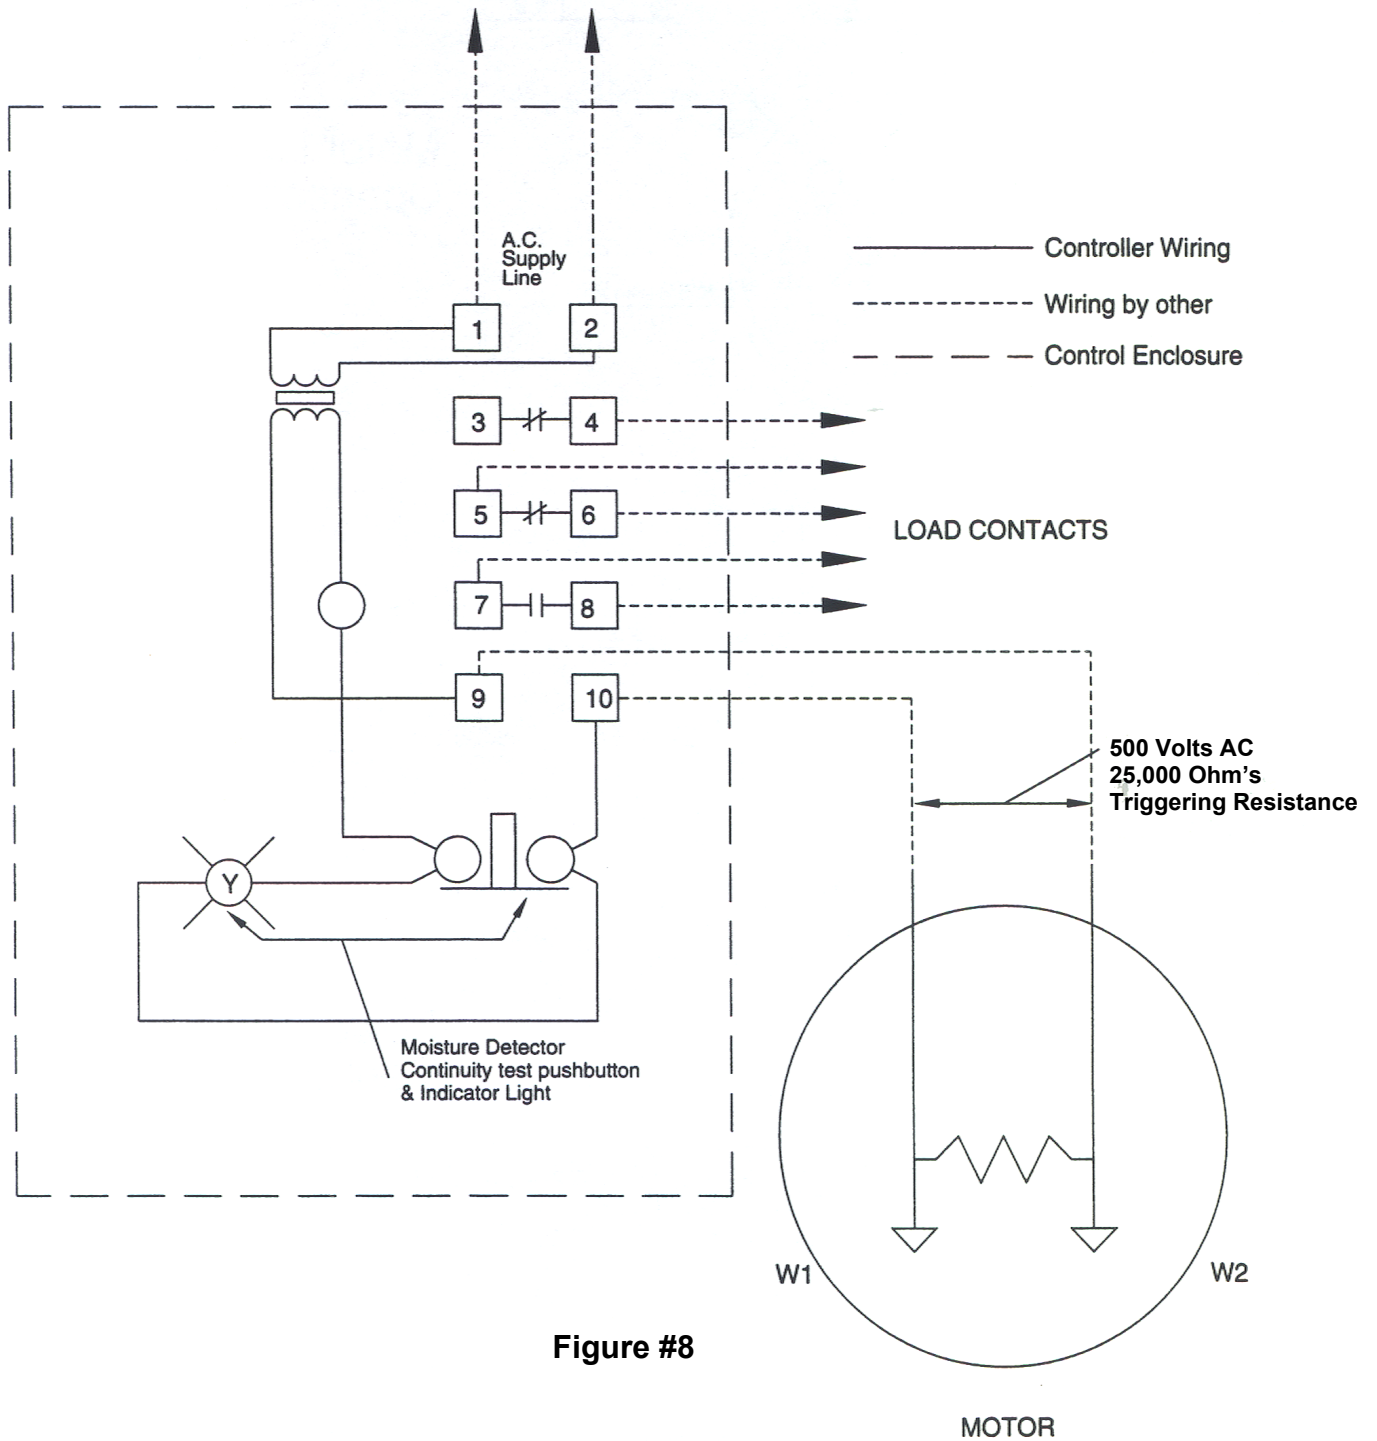 A.C.
Supply
Line
1
2
Controller Wiring
Wiring by other
Control Enclosure
3
4
5
6
LOAD CONTACTS
7
8
9
10
500 Volts AC
25,000 Ohm’s
Triggering Resistance
Y
Moisture Detector
Continuity test pushbutton
& Indicator Light
W1
W2
Figure #8
MOTOR